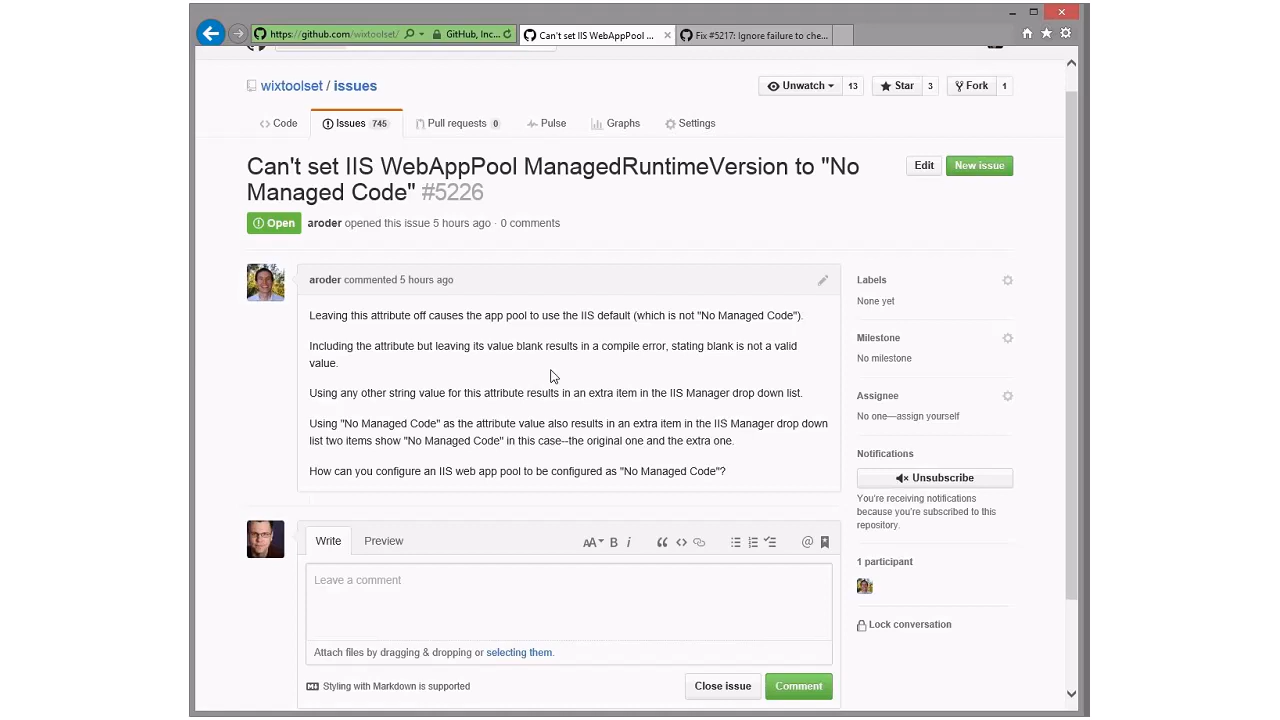 https://github.com/wixtoolset/
GitHub, Inc...
Can't set IIS WebAppPool ...
Fix #5217: Ignore failure to che...
wixtoolset / issues
Unwatch 13
Star 3
Fork 1
Code
Issues 745
Pull requests 0
Pulse
Graphs
Settings
Can't set IIS WebAppPool ManagedRuntimeVersion to "No
Managed Code" #5226
Edit
New issue
Open
aroder opened this issue 5 hours ago · 0 comments
aroder commented 5 hours ago
Leaving this attribute off causes the app pool to use the IIS default (which is not "No Managed Code").
Including the attribute but leaving its value blank results in a compile error, stating blank is not a valid
value.
Using any other string value for this attribute results in an extra item in the IIS Manager drop down list.
Using "No Managed Code" as the attribute value also results in an extra item in the IIS Manager drop down
list two items show "No Managed Code" in this case--the original one and the extra one.
How can you configure an IIS web app pool to be configured as "No Managed Code"?
Labels
None yet
Milestone
No milestone
Assignee
No one—assign yourself
Notifications
Unsubscribe
You're receiving notifications
because you're subscribed to this
repository.
1 participant
Lock conversation
Write
Preview
AA B i
@
Leave a comment
Attach files by dragging & dropping or selecting them.
Styling with Markdown is supported
Close issue
Comment